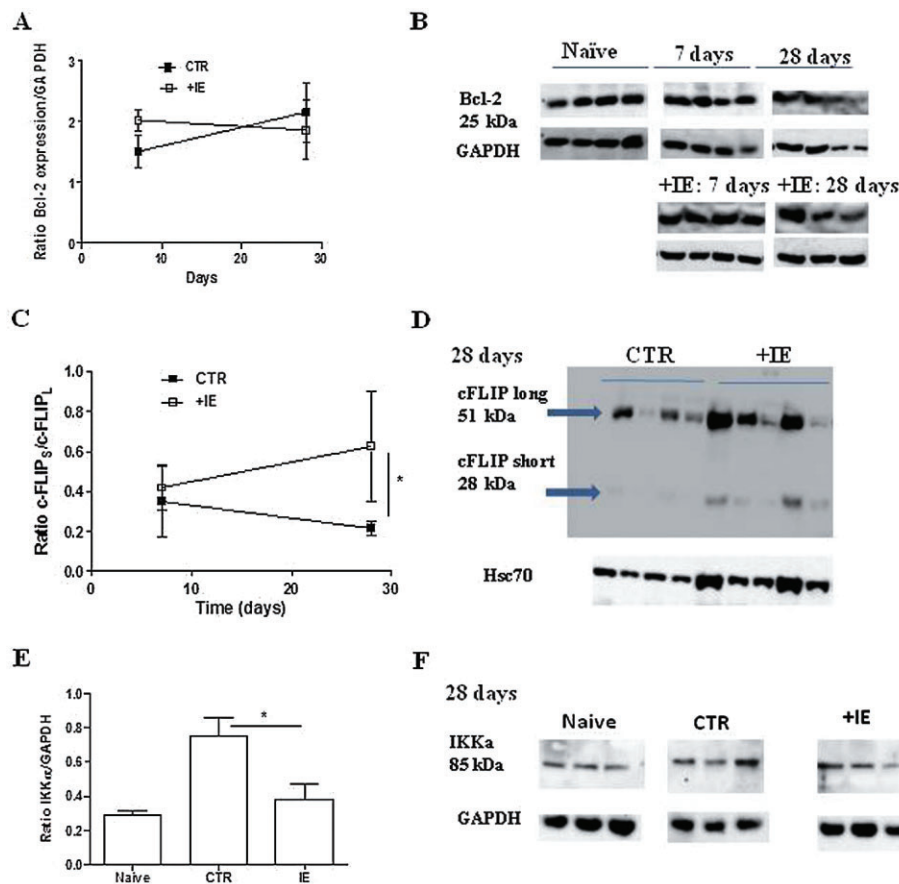 A
CTR
+IE
Ratio Bcl-2 expression/GAPDH
3
2
1
0
0 10 20 30
Days
B
Naïve 7 days 28 days
Bcl-2
25 kDa
GAPDH
+IE: 7 days +IE: 28 days
C
CTR
+IE
Ratio c-FLIPS/c-FLIPL
1.0
0.8
0.6
0.4
0.2
0.0
*
0 10 20 30
Time (days)
D
28 days CTR +IE
cFLIP long
51 kDa
cFLIP short
28 kDa
Hsc70
E
Ratio IKKα/GAPDH
1.0
0.8
0.6
0.4
0.2
0.0
*
Naive CTR IE
F
28 days
Naive CTR +IE
IKKa
85 kDa
GAPDH